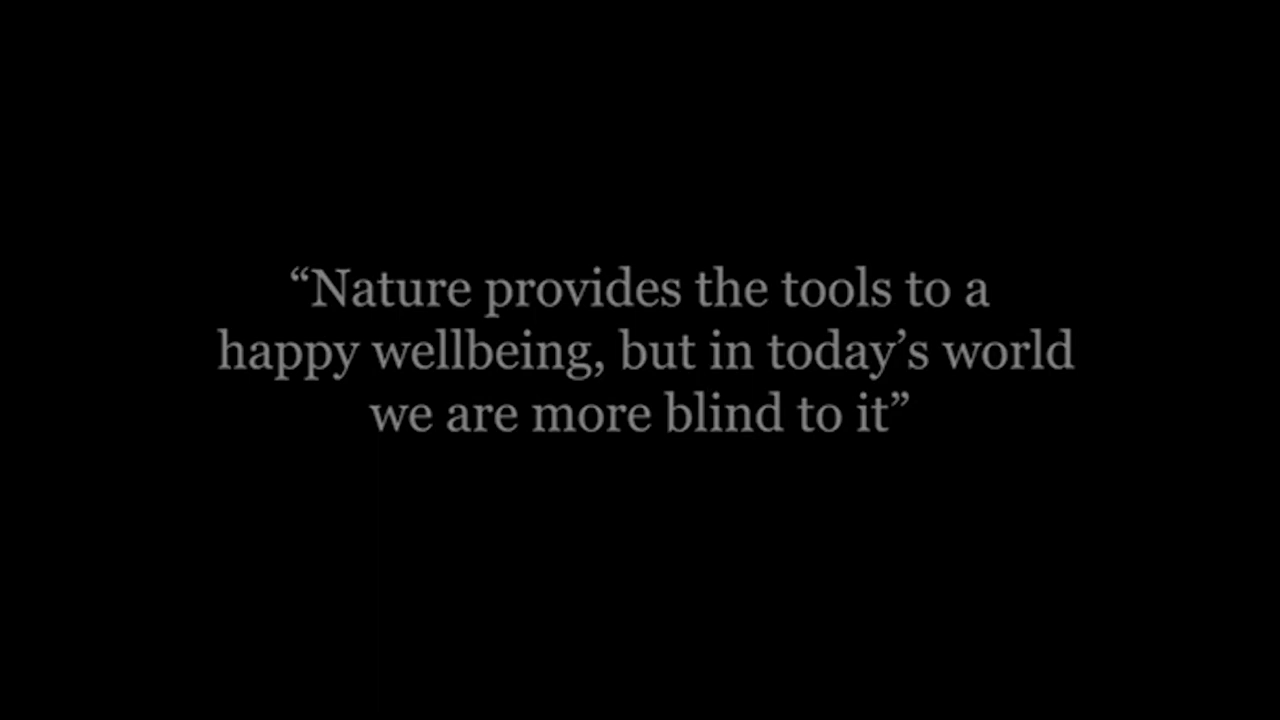 “Nature provides the tools to a
happy wellbeing, but in today’s world
we are more blind to it”